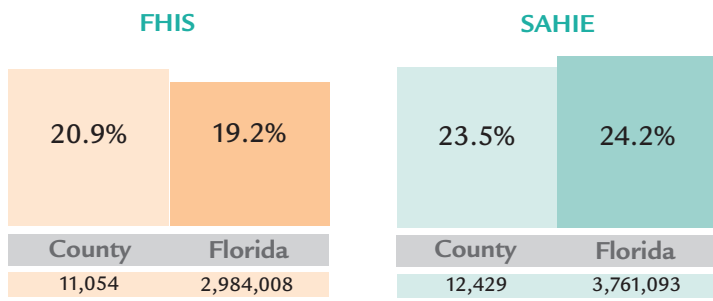 FHIS
20.9%
19.2%
County
Florida
11,054
2,984,008
SAHIE
23.5%
24.2%
County
Florida
12,429
3,761,093